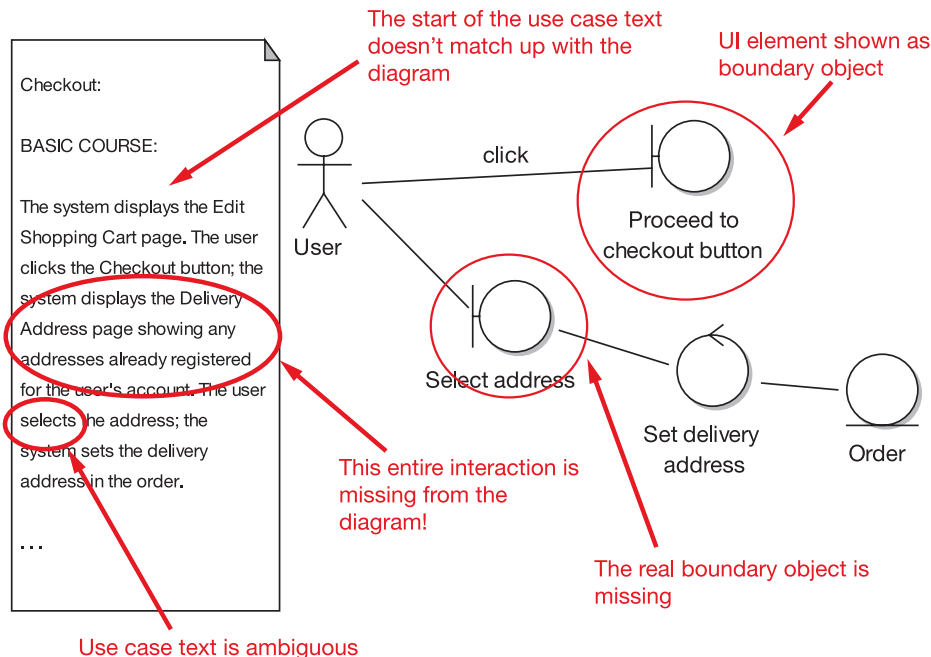 The start of the use case text
doesn't match up with the
diagram
UI element shown as
boundary object
Checkout:
BASIC COURSE:
The system displays the Edit
Shopping Cart page. The user
clicks the Checkout button; the
system displays the Delivery
Address page showing any
addresses already registered
for the user's account. The user
selects the address; the
system sets the delivery
address in the order.
...
User
click
Proceed to
checkout button
Select address
Set delivery
address
Order
This entire interaction is
missing from the
diagram!
The real boundary object is
missing
Use case text is ambiguous